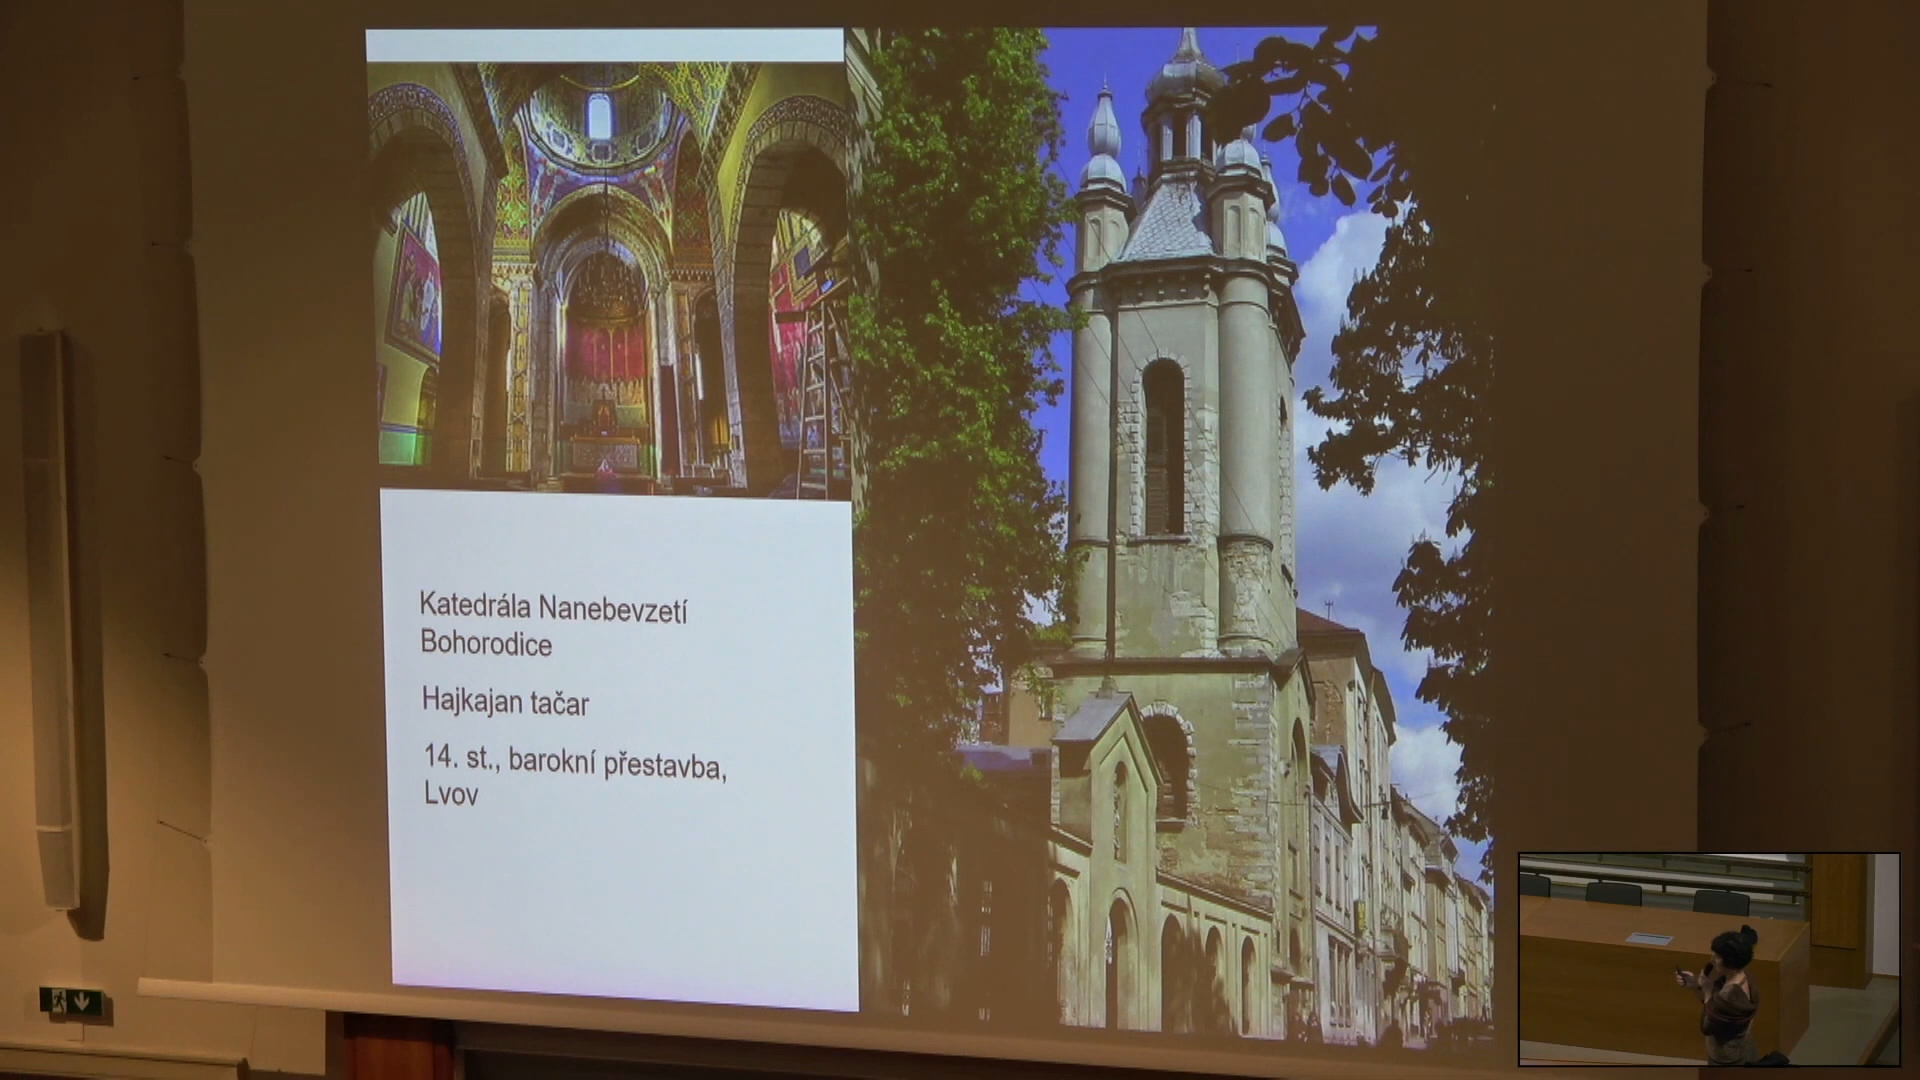 Katedrála Nanebevzetí
Bohorodice
Hajkajan tačar
14. st., barokní přestavba,
Lvov